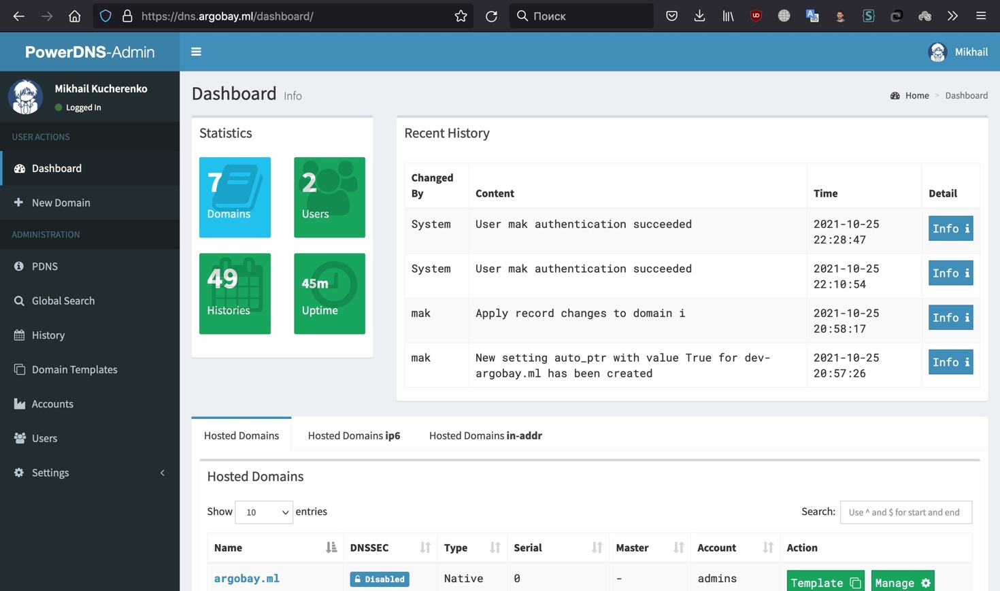 https://dns.argobay.ml/dashboard/
Поиск
PowerDNS-Admin
Mikhail
Mikhail Kucherenko
Logged In
USER ACTIONS
Dashboard
New Domain
ADMINISTRATION
PDNS
Global Search
History
Domain Templates
Accounts
Users
Settings
Dashboard Info
Home > Dashboard
Statistics
7
Domains
2
Users
49
Histories
45m
Uptime
Recent History
Changed By Content Time Detail
System User mak authentication succeeded 2021-10-25 22:28:47 Info
System User mak authentication succeeded 2021-10-25 22:10:54 Info
mak Apply record changes to domain i 2021-10-25 20:58:17 Info
mak New setting auto_ptr with value True for dev-argobay.ml has been created 2021-10-25 20:57:26 Info
Hosted Domains Hosted Domains ip6 Hosted Domains in-addr
Hosted Domains
Show 10 entries Search: Use ^ and $ for start and end
Name DNSSEC Type Serial Master Account Action
argobay.ml Disabled Native 0 - admins Template Manage